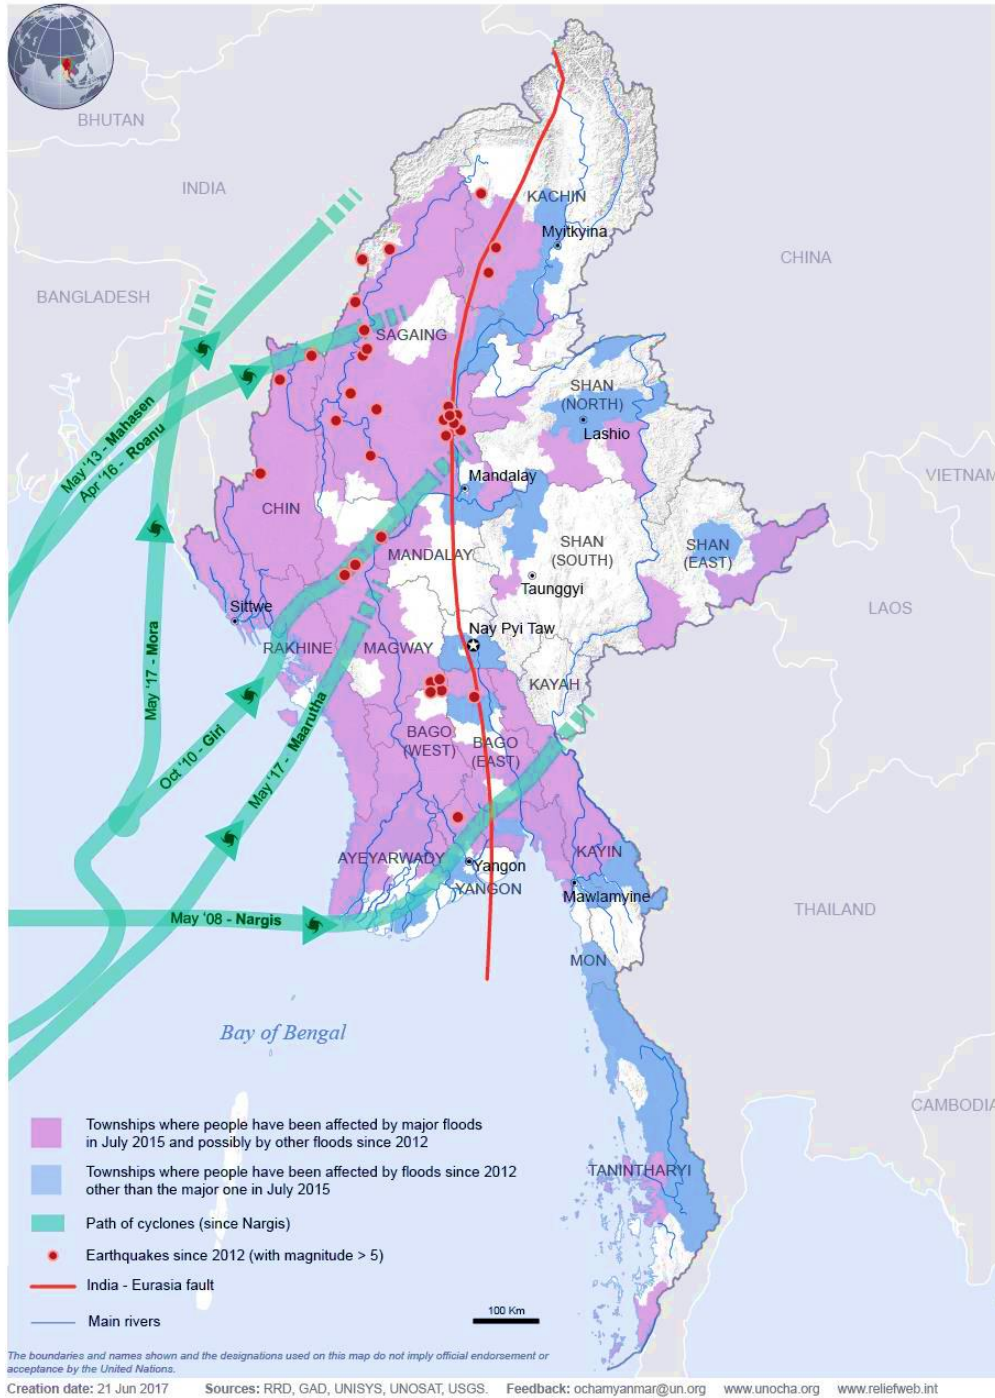 BHUTAN
INDIA
KACHIN
Myitkyina
CHINA
BANGLADESH
SAGAING
SHAN
(NORTH)
Lashio
May '13 - Mahasen
Apr '16 - Roanu
Mandalay
VIETNAM
CHIN
MANDALAY
SHAN
(SOUTH)
SHAN
(EAST)
Taunggyi
LAOS
Sittwe
Nay Pyi Taw
RAKHINE
MAGWAY
KAYAH
May '17 - Mora
Oct '10 - Giri
May '17 - Maarutha
BAGO
(WEST)
BAGO
(EAST)
AYEYARWADY
Yangon
YANGON
KAYIN
Mawlamyine
May '08 - Nargis
THAILAND
MON
Bay of Bengal
CAMBODIA
TANINTHARYI
Townships where people have been affected by major floods
in July 2015 and possibly by other floods since 2012
Townships where people have been affected by floods since 2012
other than the major one in July 2015
Path of cyclones (since Nargis)
Earthquakes since 2012 (with magnitude > 5)
India - Eurasia fault
Main rivers
100 Km
The boundaries and names shown and the designations used on this map do not imply official endorsement or
acceptance by the United Nations.
Creation date: 21 Jun 2017 Sources: RRD, GAD, UNISYS, UNOSAT, USGS. Feedback: ochamyanmar@un.org www.unocha.org www.reliefweb.int